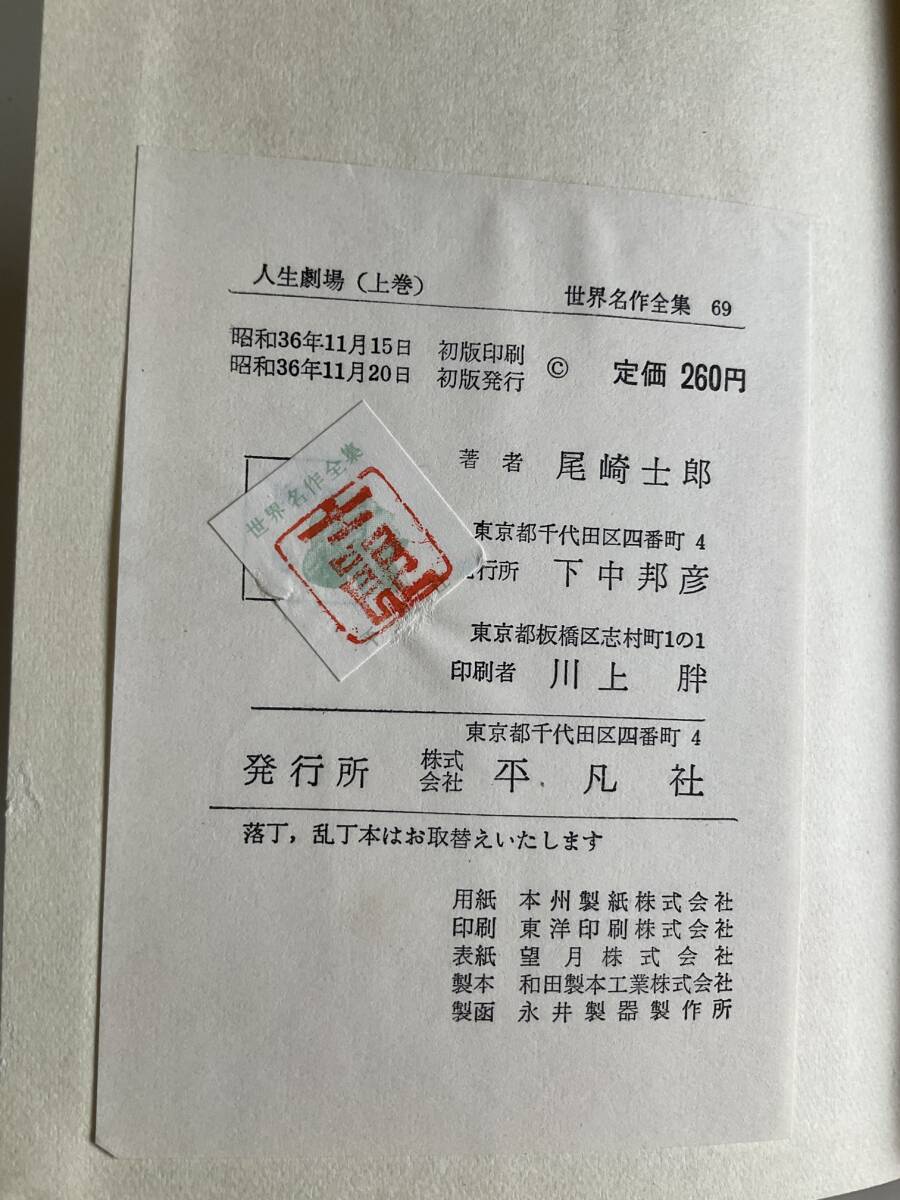 人生劇場（上巻） 世界名作全集 69
昭和36年11月15日 初版印刷
昭和36年11月20日 初版発行 © 定価 260円
世界名作全集
著者 尾崎士郎
東京都千代田区四番町 4
行所 下中邦彦
東京都板橋区志村町1の1
印刷者 川上 胖
東京都千代田区四番町 4
発行所 株式会社 平凡社
落丁，乱丁本はお取替えいたします
用紙 本州製紙株式会社
印刷 東洋印刷株式会社
表紙 望月株式会社
製本 和田製本工業株式会社
製函 永井製器製作所